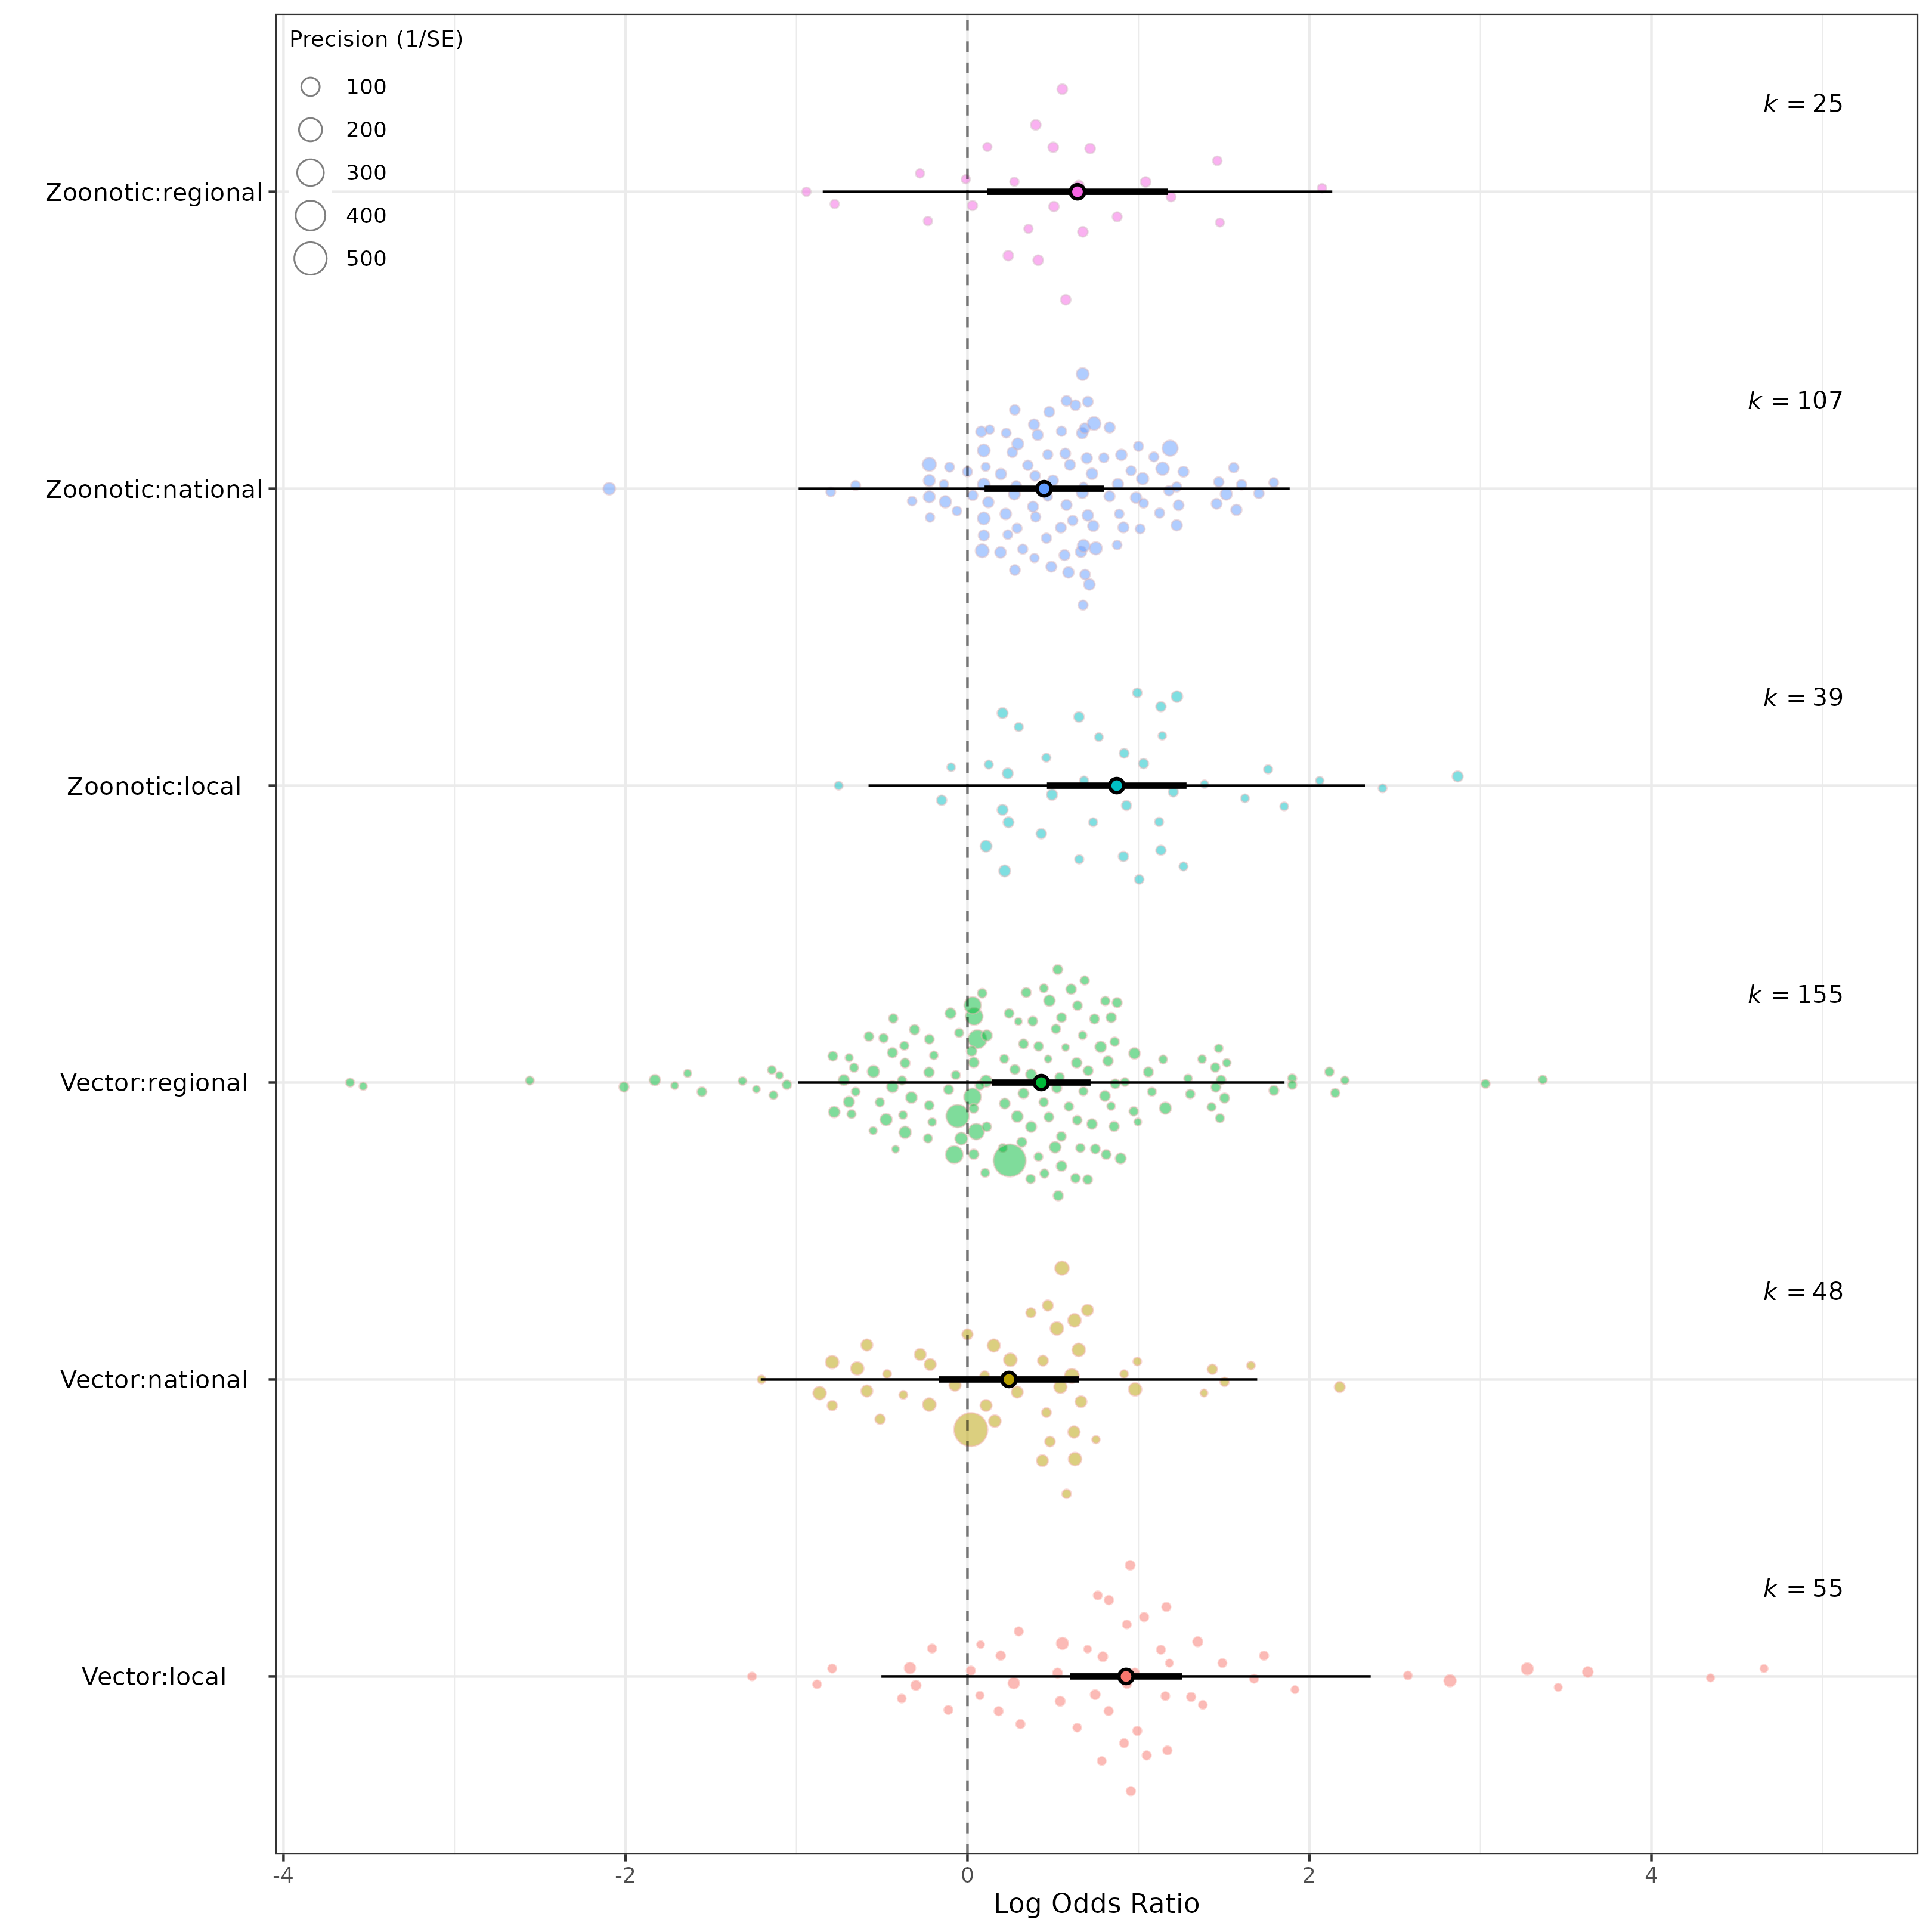 Precision (1/SE)
100
200
300
400
500
k = 25
Zoonotic:regional
k = 107
Zoonotic:national
k = 39
Zoonotic:local
k = 155
Vector:regional
k = 48
Vector:national
k = 55
Vector:local
-4 -2 0 2 4
Log Odds Ratio